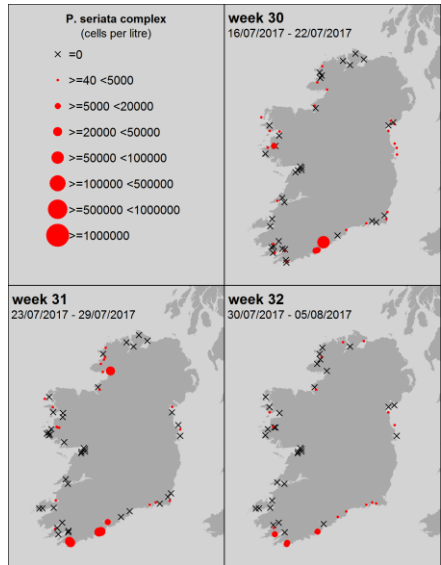 P. seriata complex
(cells per litre)
=0
>=40 <5000
>=5000 <20000
>=20000 <50000
>=50000 <100000
>=100000 <500000
>=500000 <1000000
>=1000000
week 30
16/07/2017 - 22/07/2017
week 31
23/07/2017 - 29/07/2017
week 32
30/07/2017 - 05/08/2017